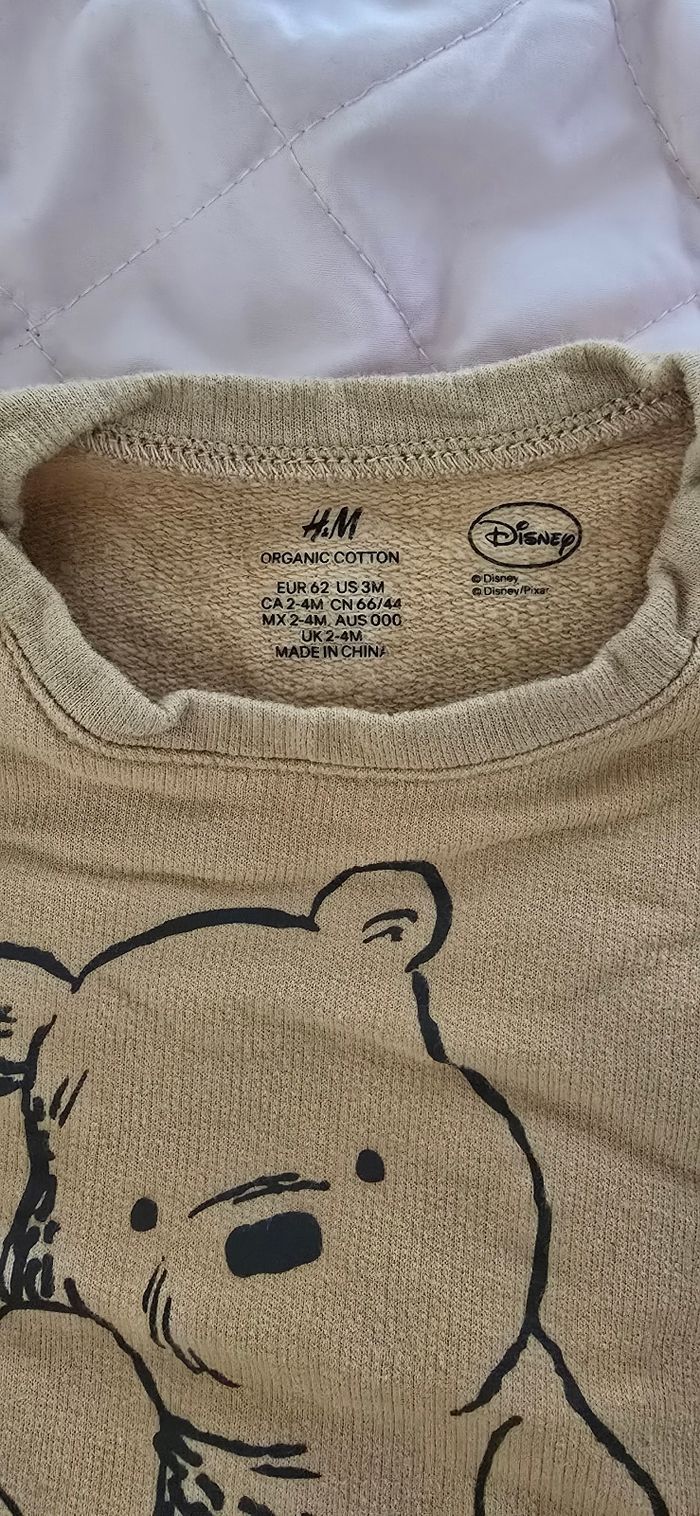 H&M
ORGANIC COTTON
EUR 62 US 3M
CA 2-4M CN 66/44
MX 2-4M, AUS 000
UK 2-4M
MADE IN CHINA
Disney
© Disney
© Disney/Pixar